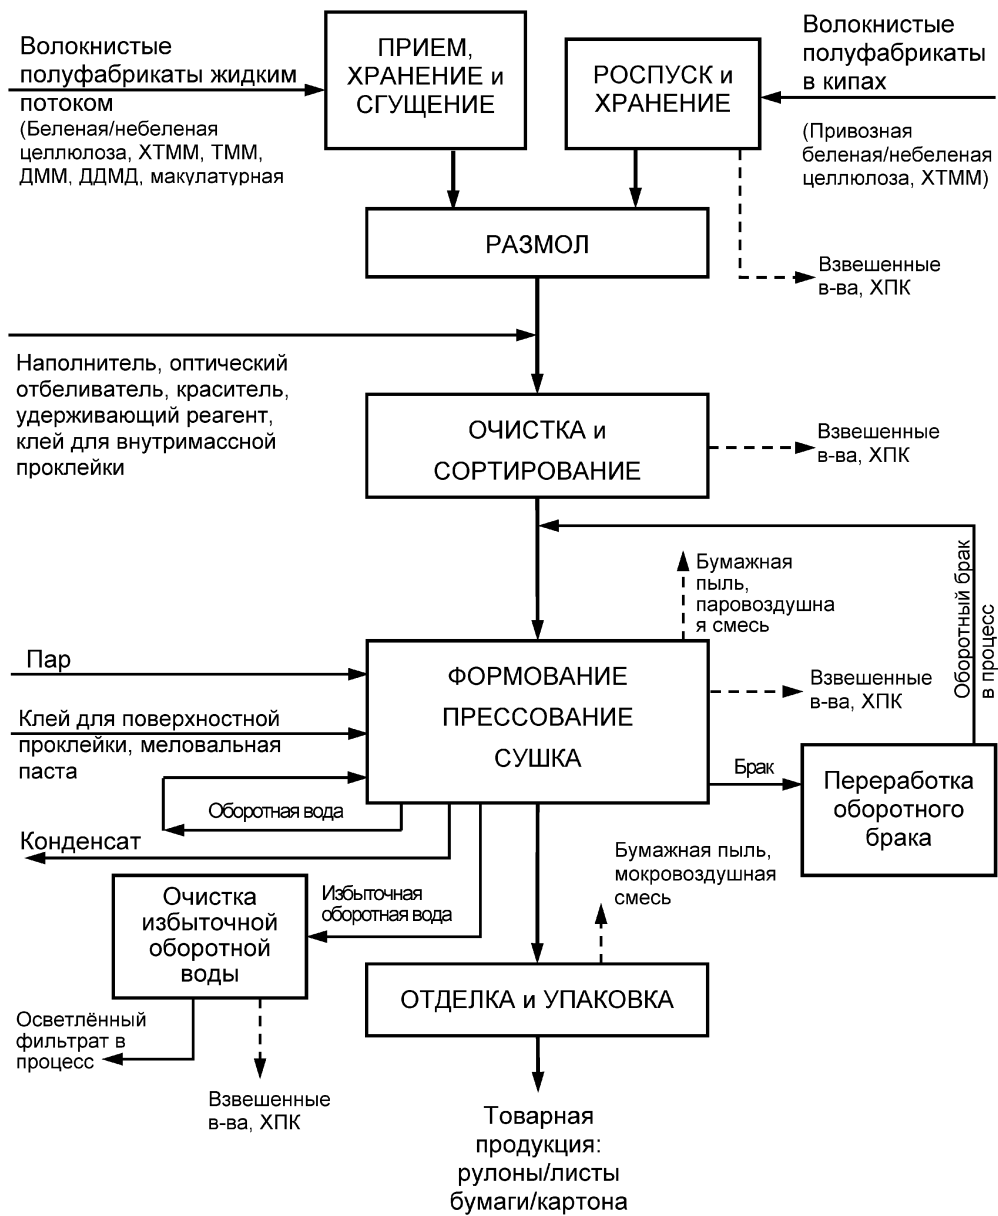 Волокнистые
полуфабрикаты жидким
потоком
(Беленая/небеленая
целлюлоза, ХТММ, ТММ,
ДММ, ДДМД, макулатурная
ПРИЕМ,
ХРАНЕНИЕ и
СГУЩЕНИЕ
РОСПУСК и
ХРАНЕНИЕ
Волокнистые
полуфабрикаты
в кипах
(Привозная
беленая/небеленая
целлюлоза, ХТММ)
РАЗМОЛ
Взвешенные
в-ва, ХПК
Наполнитель, оптический
отбеливатель, краситель,
удерживающий реагент,
клей для внутримассной
проклейки
ОЧИСТКА и
СОРТИРОВАНИЕ
Взвешенные
в-ва, ХПК
Бумажная
пыль,
паровоздушна
я смесь
Оборотный брак
в процесс
Пар
Клей для поверхностной
проклейки, меловальная
паста
ФОРМОВАНИЕ
ПРЕССОВАНИЕ
СУШКА
Взвешенные
в-ва, ХПК
Брак
Переработка
оборотного
брака
Оборотная вода
Конденсат
Бумажная пыль,
мокровоздушная
смесь
Очистка
избыточной
оборотной
воды
Избыточная
оборотная вода
ОТДЕЛКА и УПАКОВКА
Осветлённый
фильтрат в
процесс
Взвешенные
в-ва, ХПК
Товарная
продукция:
рулоны/листы
бумаги/картона